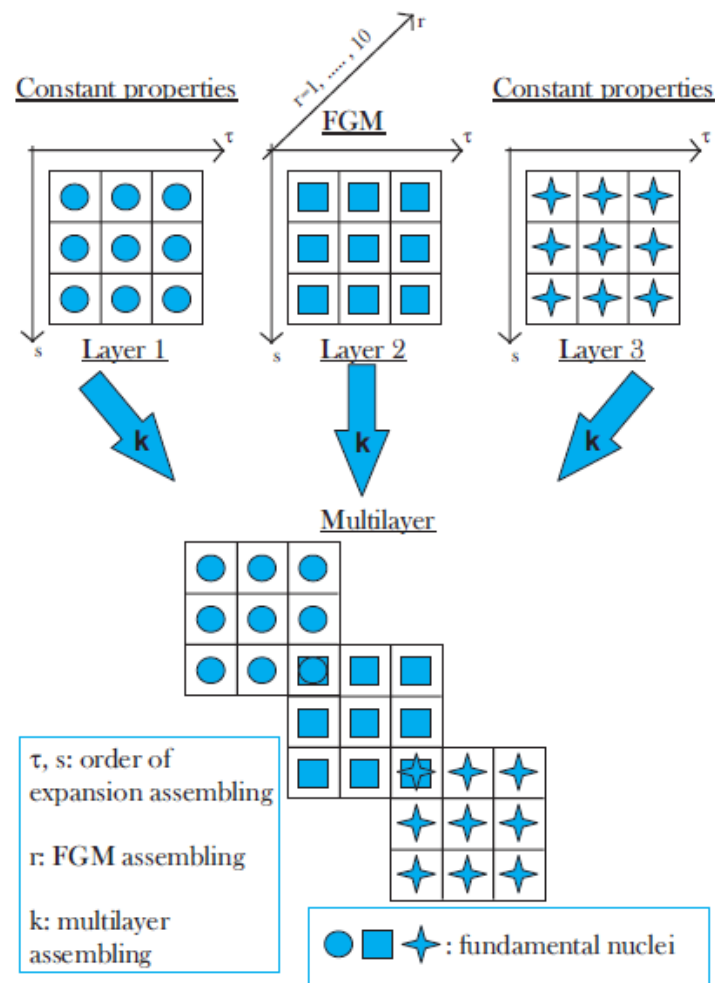 r
r=1, ....., 10
Constant properties
FGM
Constant properties
τ
τ
τ
s
Layer 1
s
Layer 2
s
Layer 3
k
k
k
Multilayer
τ, s: order of
expansion assembling
r: FGM assembling
k: multilayer
assembling
: fundamental nuclei